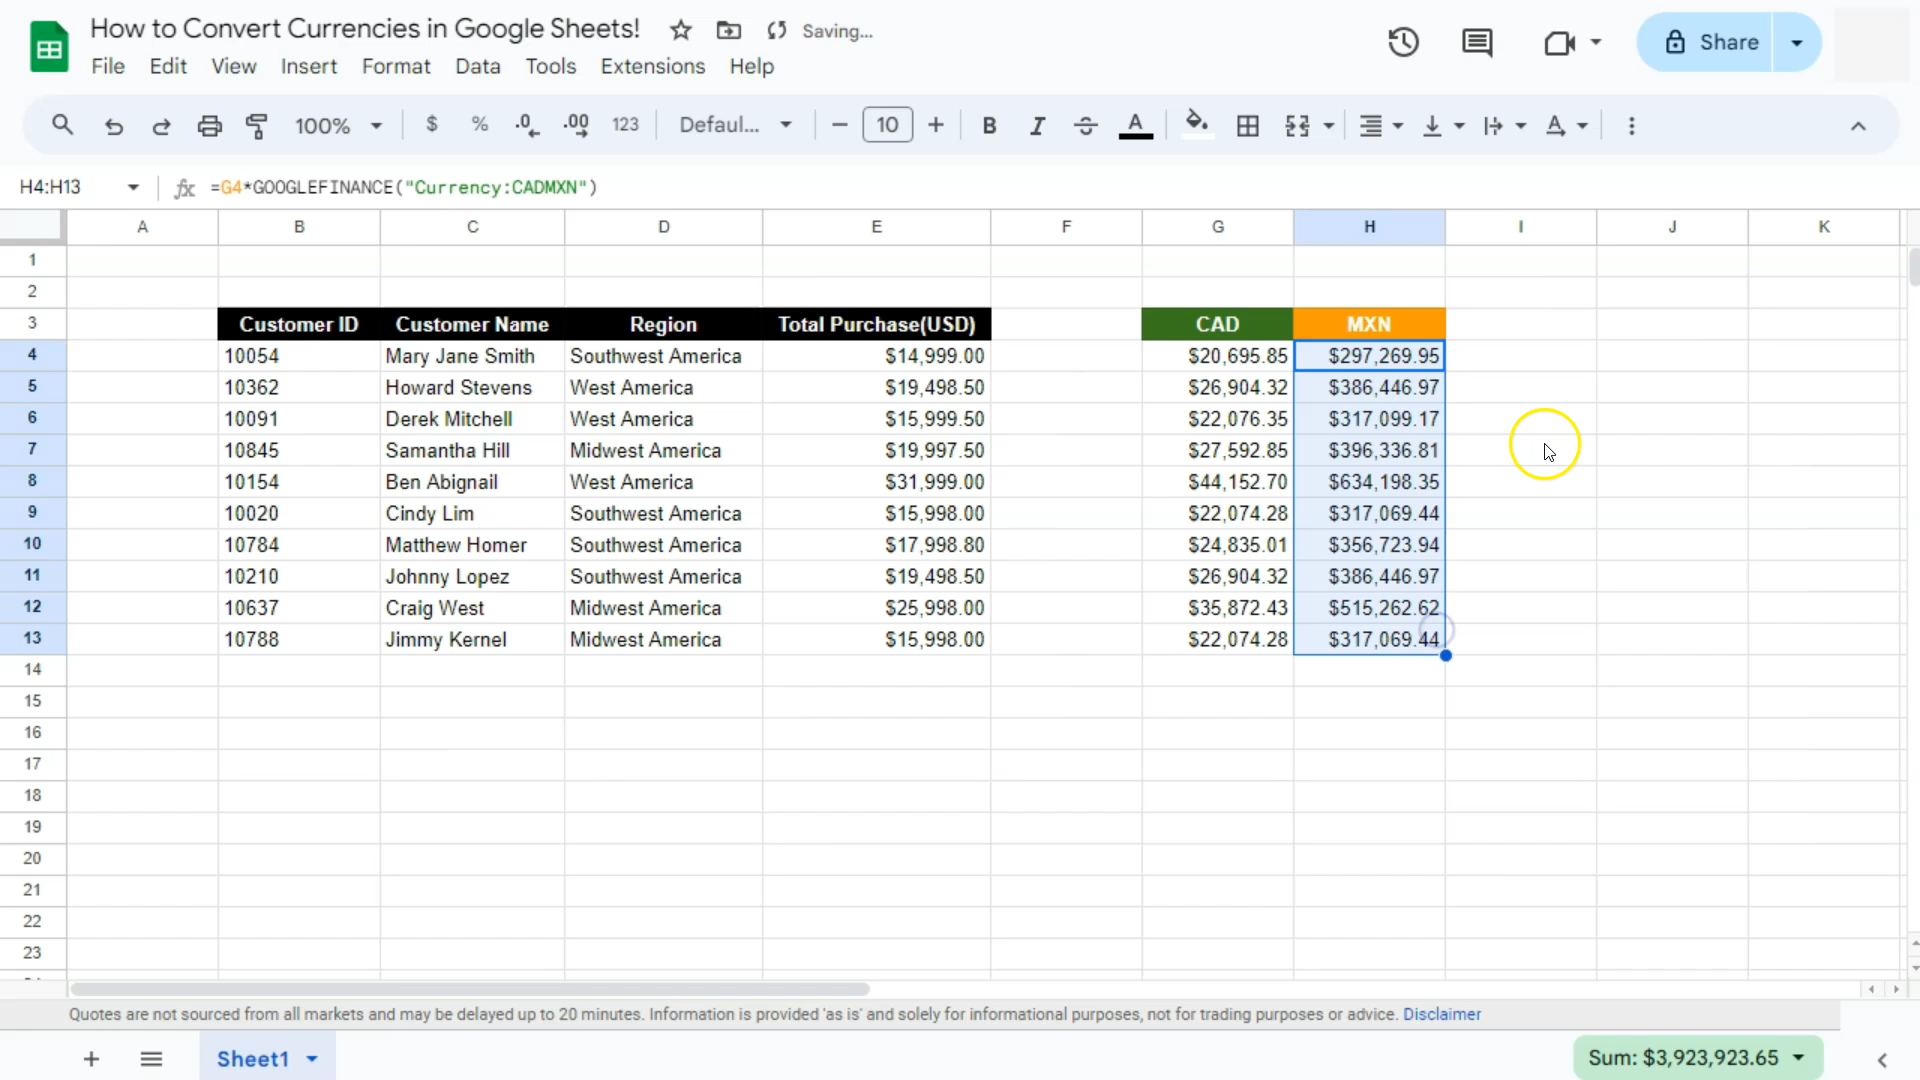 How to Convert Currencies in Google Sheets! Saving...
File Edit View Insert Format Data Tools Extensions Help
Share
100% $ % .0 .00 123 Defaul... − 10 + B I S A A
H4:H13 fx =G4*GOOGLEFINANCE("Currency:CADMXN")
A B C D E F G H I J K
1
2
3 Customer ID Customer Name Region Total Purchase(USD) CAD MXN
4 10054 Mary Jane Smith Southwest America $14,999.00 $20,695.85 $297,269.95
5 10362 Howard Stevens West America $19,498.50 $26,904.32 $386,446.97
6 10091 Derek Mitchell West America $15,999.50 $22,076.35 $317,099.17
7 10845 Samantha Hill Midwest America $19,997.50 $27,592.85 $396,336.81
8 10154 Ben Abignail West America $31,999.00 $44,152.70 $634,198.35
9 10020 Cindy Lim Southwest America $15,998.00 $22,074.28 $317,069.44
10 10784 Matthew Homer Southwest America $17,998.80 $24,835.01 $356,723.94
11 10210 Johnny Lopez Southwest America $19,498.50 $26,904.32 $386,446.97
12 10637 Craig West Midwest America $25,998.00 $35,872.43 $515,262.62
13 10788 Jimmy Kernel Midwest America $15,998.00 $22,074.28 $317,069.44
14
15
16
17
18
19
20
21
22
23
Quotes are not sourced from all markets and may be delayed up to 20 minutes. Information is provided 'as is' and solely for informational purposes, not for trading purposes or advice. Disclaimer
+ Sheet1 Sum: $3,923,923.65